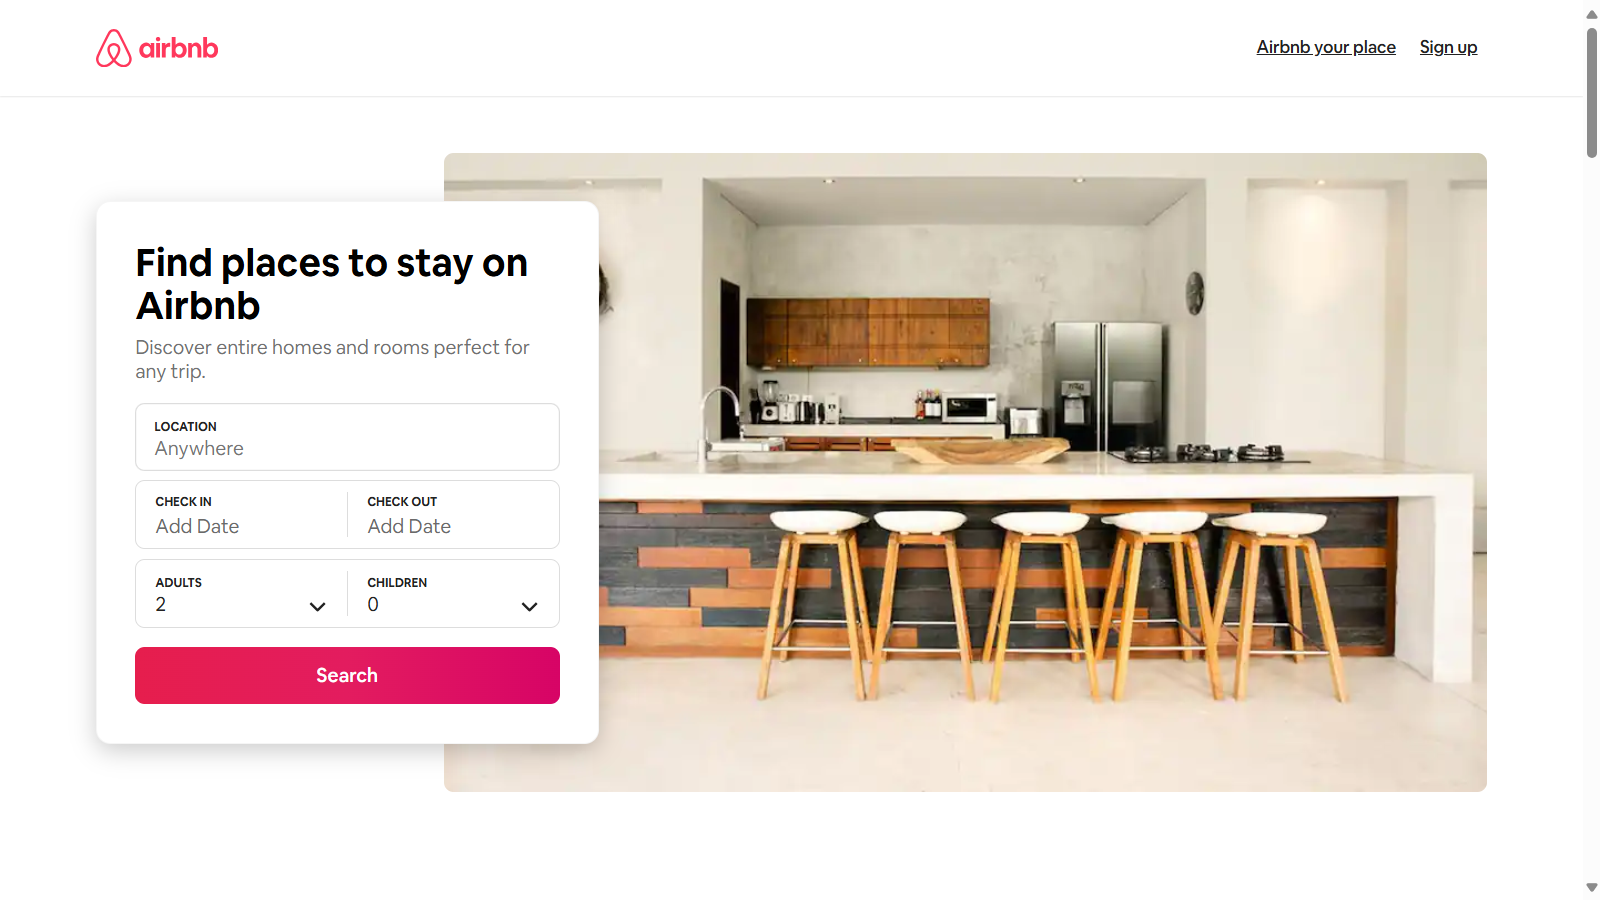 airbnb
Airbnb your place
Sign up
Find places to stay on
Airbnb
Discover entire homes and rooms perfect for
any trip.
LOCATION
Anywhere
CHECK IN
CHECK OUT
Add Date
Add Date
ADULTS
CHILDREN
2
0
Search